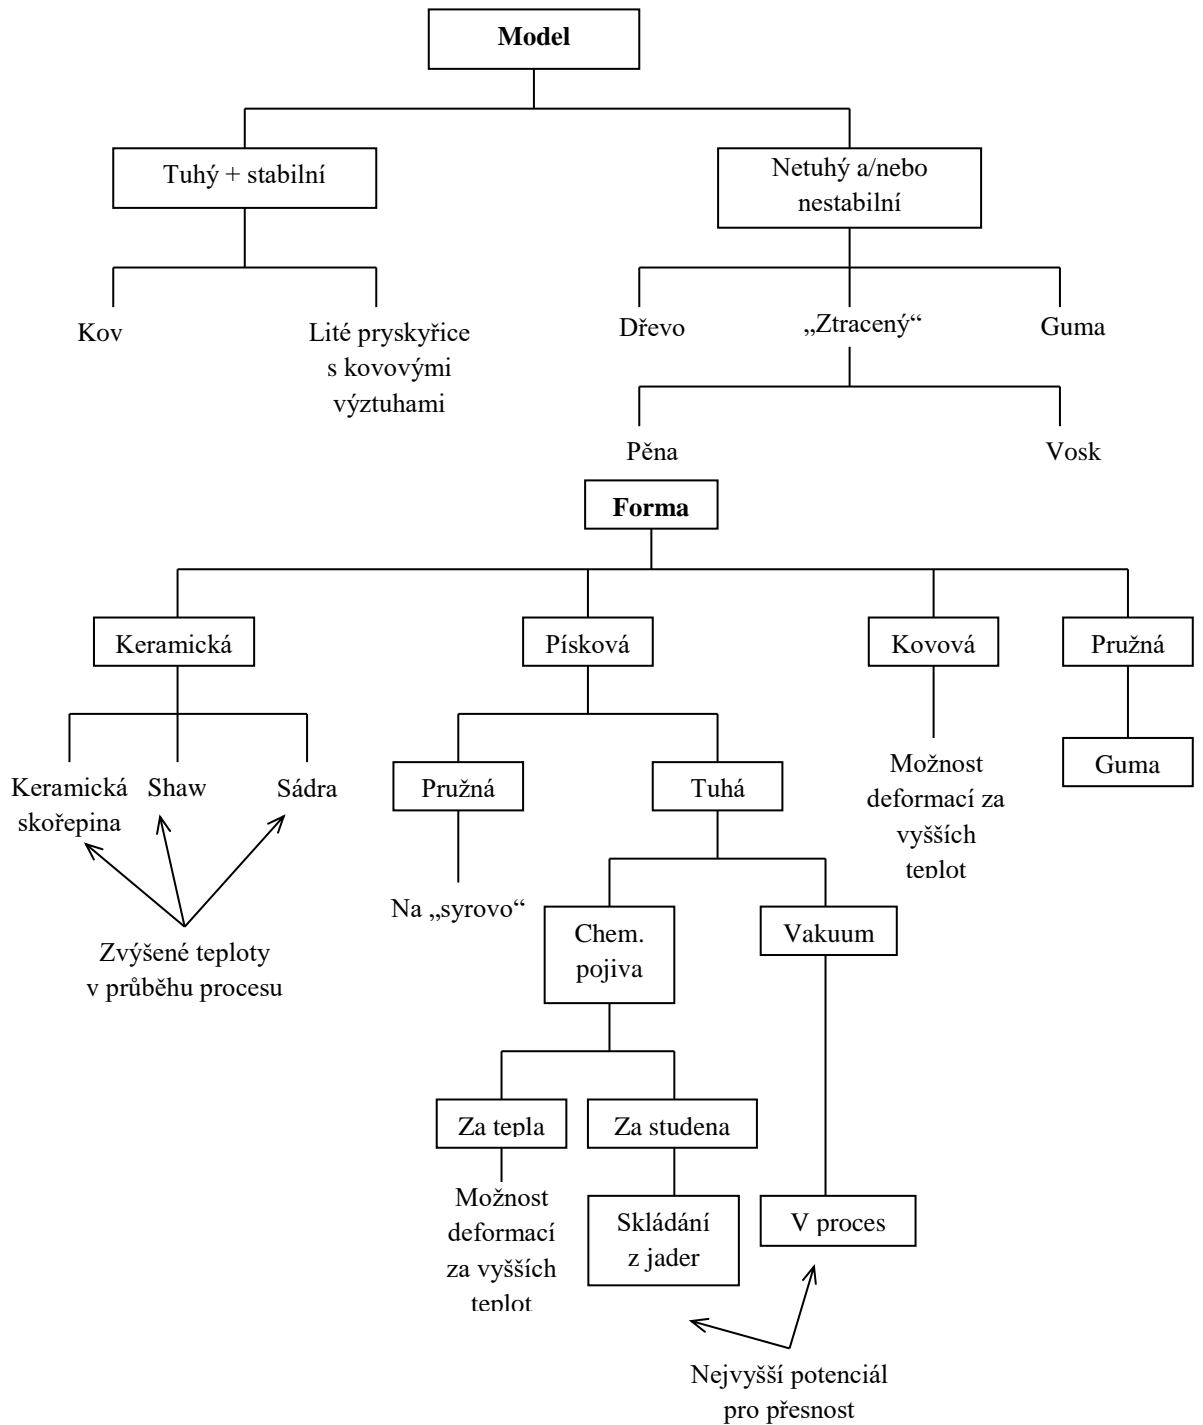 Model
Tuhý + stabilní
Netuhý a/nebo
nestabilní
Kov
Lité pryskyřice
s kovovými
výztuhami
Dřevo
„Ztracený“
Guma
Pěna
Vosk
Forma
Keramická
Písková
Kovová
Pružná
Keramická
skořepina
Shaw
Sádra
Pružná
Tuhá
Možnost
deformací za
vyšších
teplot
Guma
Na „syrovo“
Chem.
pojiva
Vakuum
Zvýšené teploty
v průběhu procesu
Za tepla
Za studena
Možnost
deformací
za vyšších
teplot
Skládání
z jader
V proces
Nejvyšší potenciál
pro přesnost